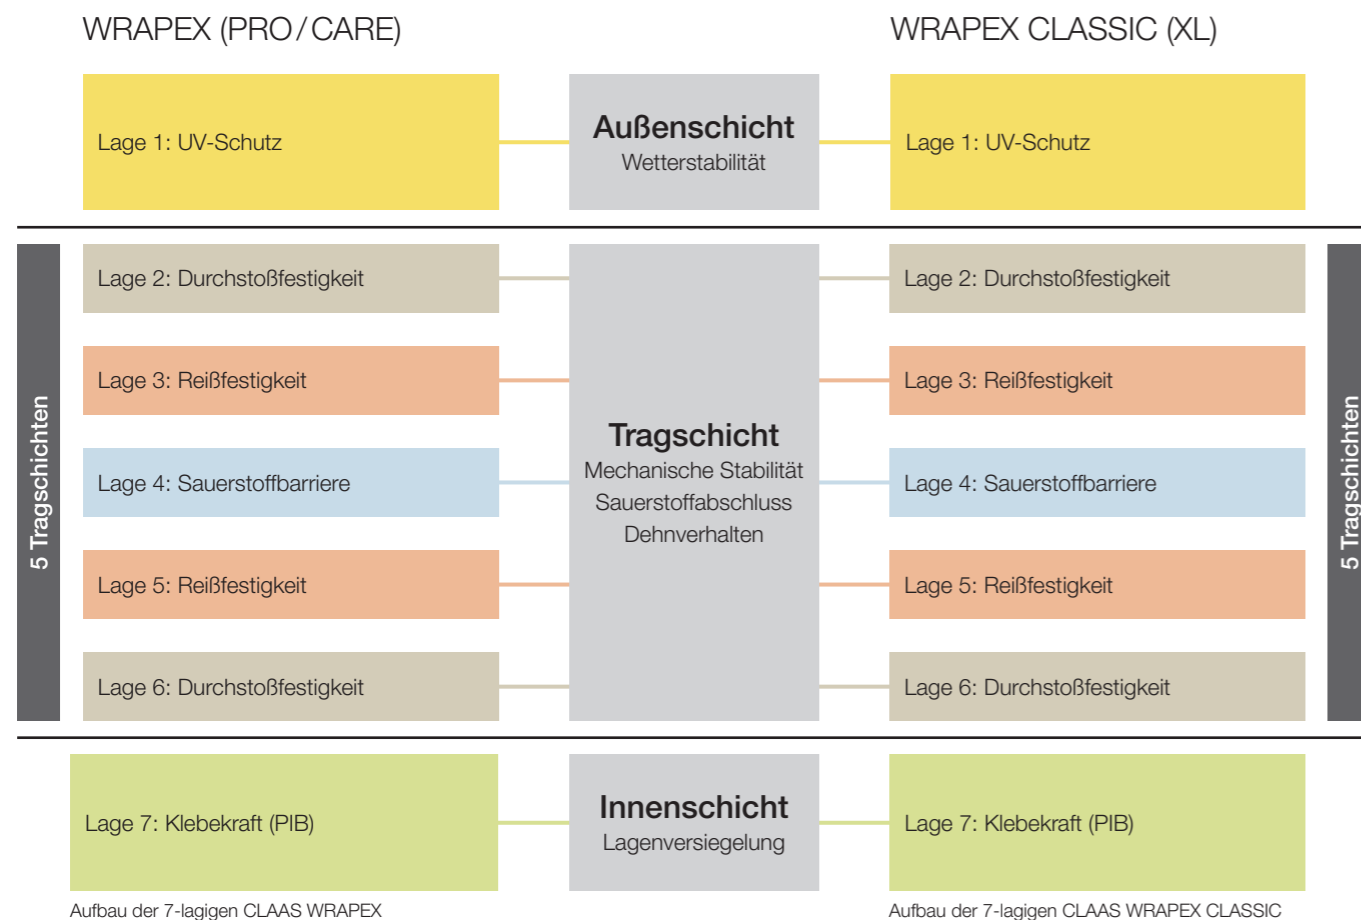 WRAPEX (PRO/CARE)
WRAPEX CLASSIC (XL)
Lage 1: UV-Schutz
Außenschicht
Wetterstabilität
Lage 1: UV-Schutz
5 Tragschichten
Lage 2: Durchstoßfestigkeit
Lage 3: Reißfestigkeit
Lage 4: Sauerstoffbarriere
Lage 5: Reißfestigkeit
Lage 6: Durchstoßfestigkeit
Tragschicht
Mechanische Stabilität
Sauerstoffabschluss
Dehnverhalten
Lage 2: Durchstoßfestigkeit
Lage 3: Reißfestigkeit
Lage 4: Sauerstoffbarriere
Lage 5: Reißfestigkeit
Lage 6: Durchstoßfestigkeit
5 Tragschichten
Lage 7: Klebekraft (PIB)
Innenschicht
Lagenversiegelung
Lage 7: Klebekraft (PIB)
Aufbau der 7-lagigen CLAAS WRAPEX
Aufbau der 7-lagigen CLAAS WRAPEX CLASSIC